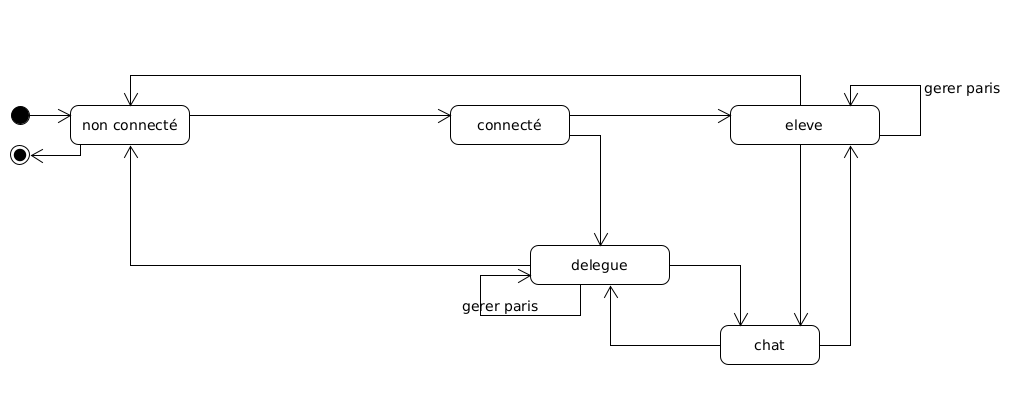 gerer paris
non connecté
connecté
eleve
delegue
gerer paris
chat